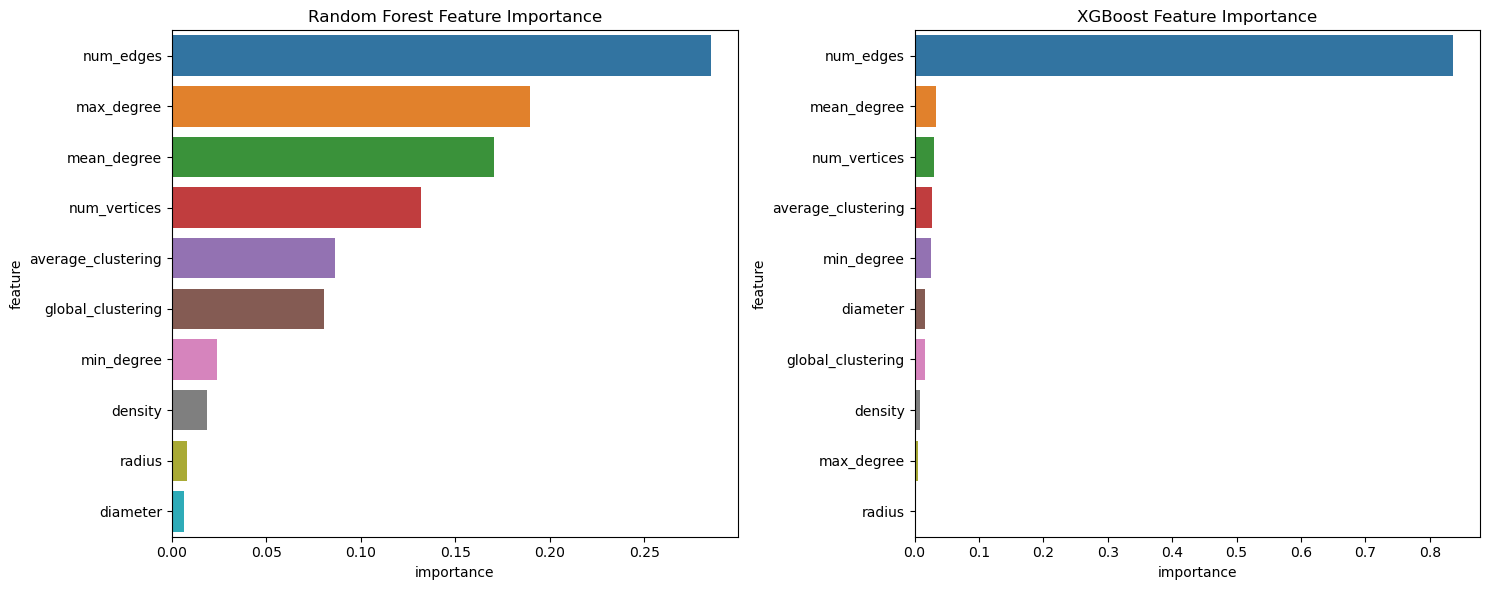 Random Forest Feature Importance
feature
num_edges
max_degree
mean_degree
num_vertices
average_clustering
global_clustering
min_degree
density
radius
diameter
0.00 0.05 0.10 0.15 0.20 0.25
importance
XGBoost Feature Importance
feature
num_edges
mean_degree
num_vertices
average_clustering
min_degree
diameter
global_clustering
density
max_degree
radius
0.0 0.1 0.2 0.3 0.4 0.5 0.6 0.7 0.8
importance